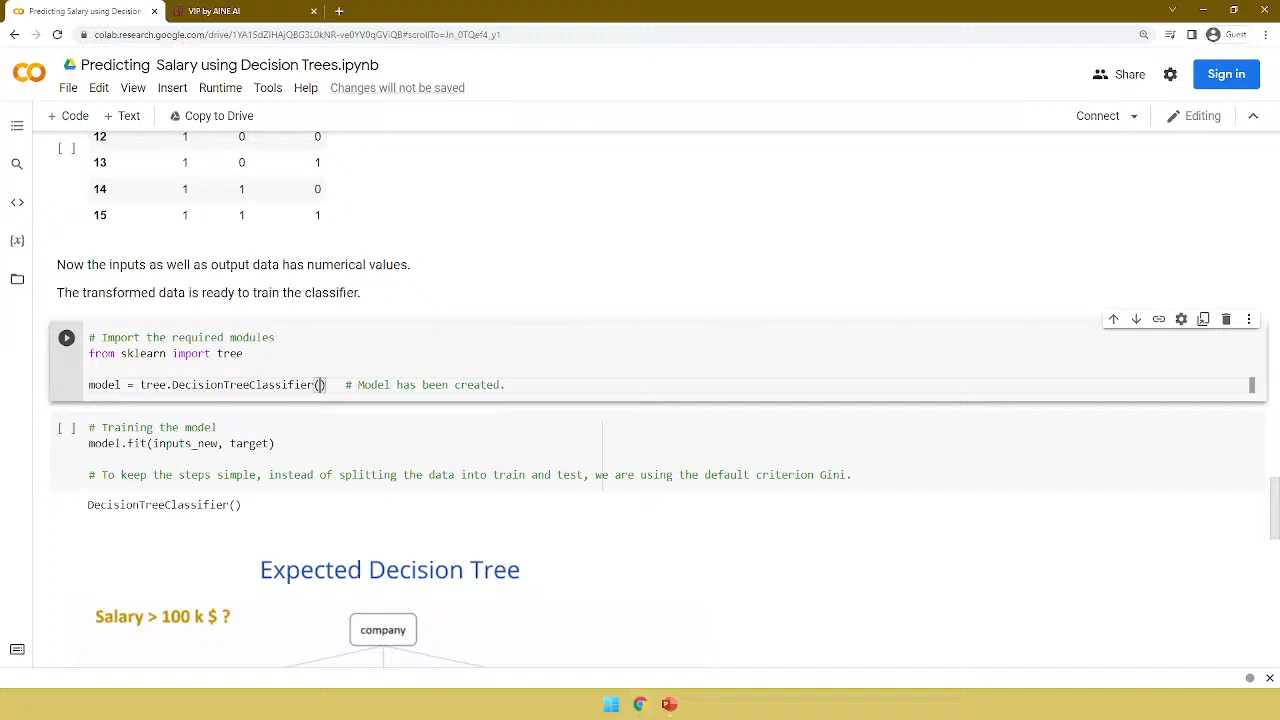 Predicting Salary using Decision
VIP by AINE AI
Guest
colab.research.google.com/drive/1YA15dZIHAjQBG3L0kNR-ve0YV0qGViQB#scrollTo=Jn_0TQef4_y1
Predicting Salary using Decision Trees.ipynb
Share
Sign in
File Edit View Insert Runtime Tools Help Changes will not be saved
+ Code + Text Copy to Drive
Connect
Editing
12 1 0 0
[ ]
13 1 0 1
14 1 1 0
15 1 1 1
Now the inputs as well as output data has numerical values.
The transformed data is ready to train the classifier.
# Import the required modules
from sklearn import tree
model = tree.DecisionTreeClassifier() # Model has been created.
[ ] # Training the model
model.fit(inputs_new, target)
# To keep the steps simple, instead of splitting the data into train and test, we are using the default criterion Gini.
DecisionTreeClassifier()
Expected Decision Tree
Salary > 100 k $ ?
company